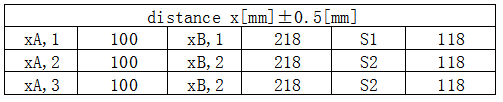 distance x[mm]±0.5[mm]
xA,1 100 xB,1 218 S1 118
xA,2 100 xB,2 218 S2 118
xA,3 100 xB,2 218 S2 118